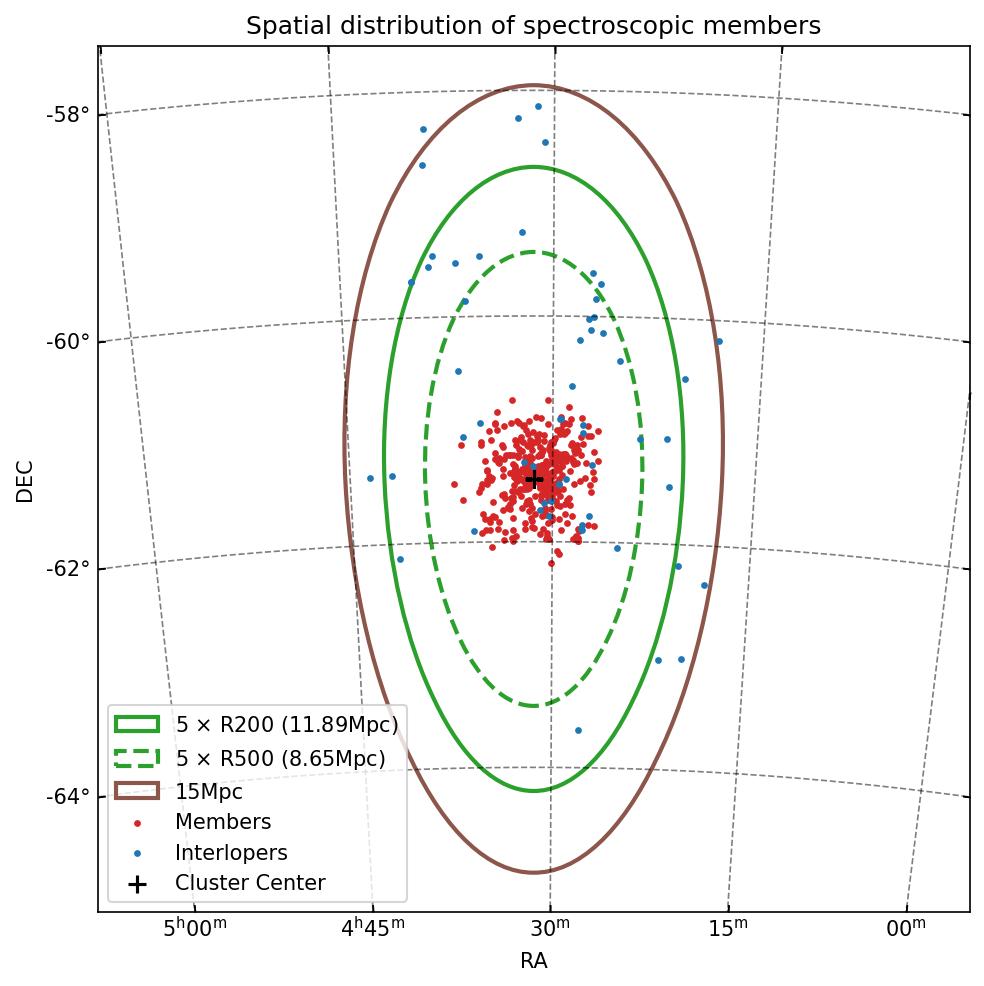 Spatial distribution of spectroscopic members
-58°
-60°
-62°
-64°
DEC
5 × R200 (11.89Mpc)
5 × R500 (8.65Mpc)
15Mpc
Members
Interlopers
Cluster Center
5ʰ00ᵐ 4ʰ45ᵐ 30ᵐ 15ᵐ 00ᵐ
RA